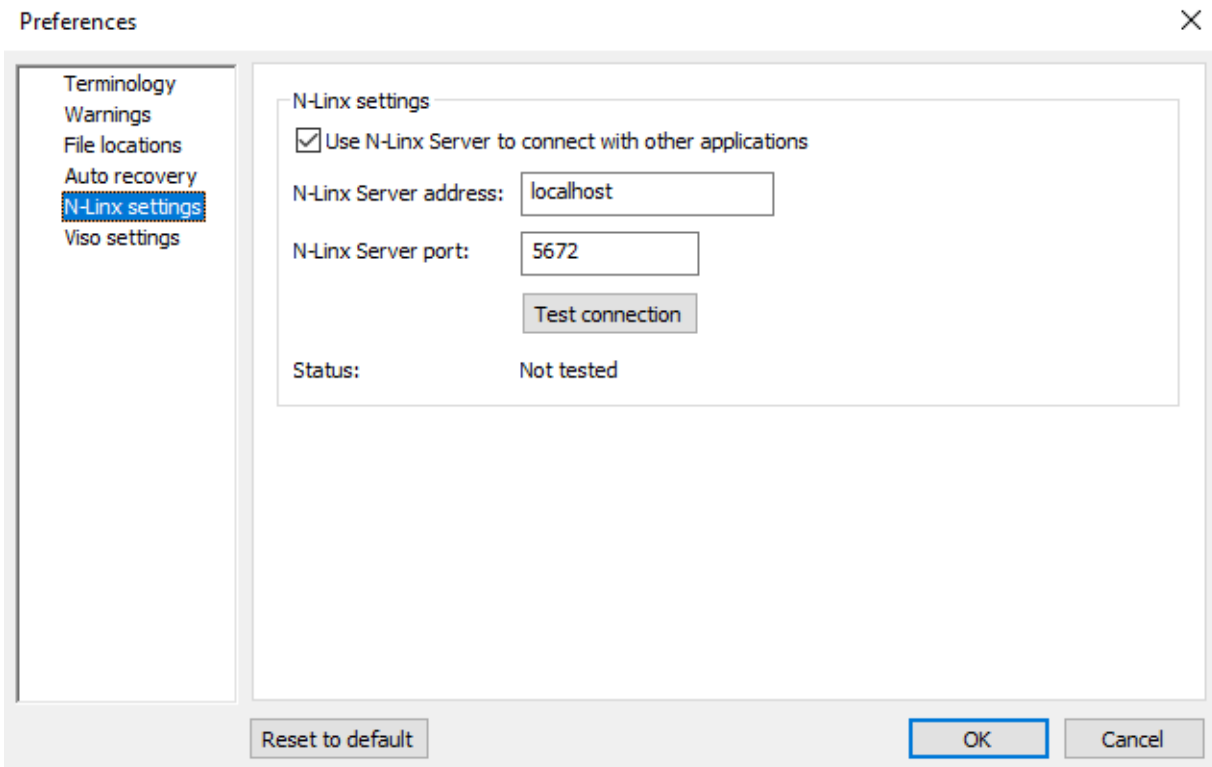 Preferences
Terminology
Warnings
File locations
Auto recovery
N-Linx settings
Viso settings
N-Linx settings
Use N-Linx Server to connect with other applications
N-Linx Server address: localhost
N-Linx Server port: 5672
Test connection
Status: Not tested
Reset to default OK Cancel